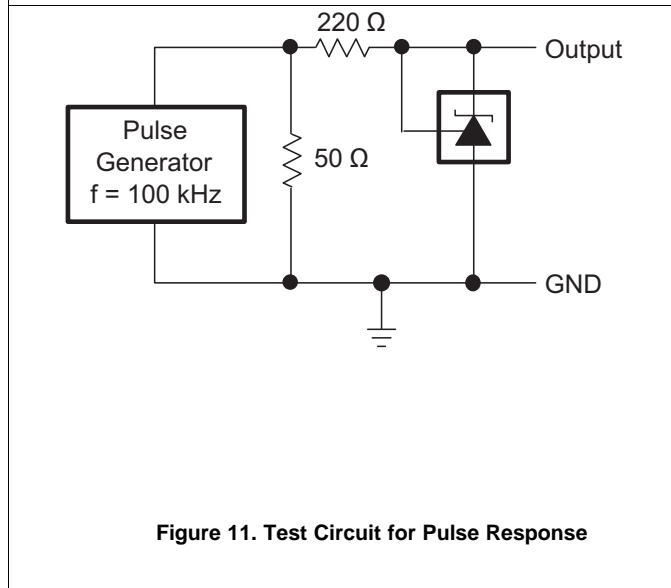 220 Ω
Output
Pulse
Generator
f = 100 kHz
50 Ω
GND
Figure 11. Test Circuit for Pulse Response